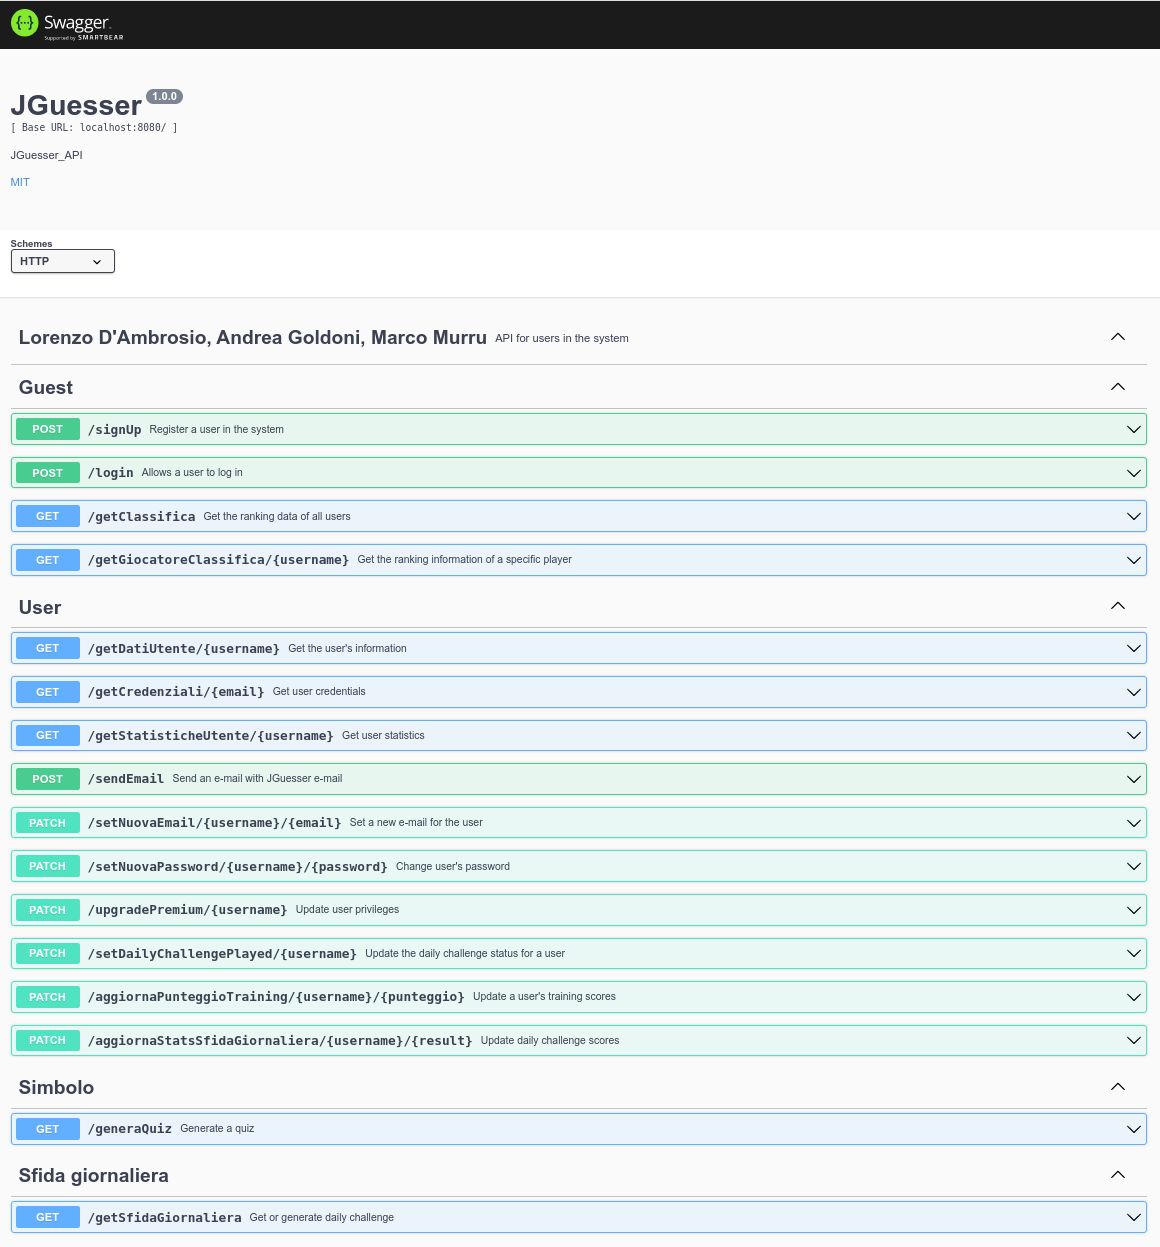 Swagger.
Supported by SMARTBEAR
JGuesser 1.0.0
[ Base URL: localhost:8080/ ]
JGuesser_API
MIT
Schemes
HTTP
Lorenzo D'Ambrosio, Andrea Goldoni, Marco Murru API for users in the system
Guest
POST /signUp Register a user in the system
POST /login Allows a user to log in
GET /getClassifica Get the ranking data of all users
GET /getGiocatoreClassifica/{username} Get the ranking information of a specific player
User
GET /getDatiUtente/{username} Get the user's information
GET /getCredenziali/{email} Get user credentials
GET /getStatisticheUtente/{username} Get user statistics
POST /sendEmail Send an e-mail with JGuesser e-mail
PATCH /setNuovaEmail/{username}/{email} Set a new e-mail for the user
PATCH /setNuovaPassword/{username}/{password} Change user's password
PATCH /upgradePremium/{username} Update user privileges
PATCH /setDailyChallengePlayed/{username} Update the daily challenge status for a user
PATCH /aggiornaPunteggioTraining/{username}/{punteggio} Update a user's training scores
PATCH /aggiornaStatsSfidaGiornaliera/{username}/{result} Update daily challenge scores
Simbolo
GET /generaQuiz Generate a quiz
Sfida giornaliera
GET /getSfidaGiornaliera Get or generate daily challenge